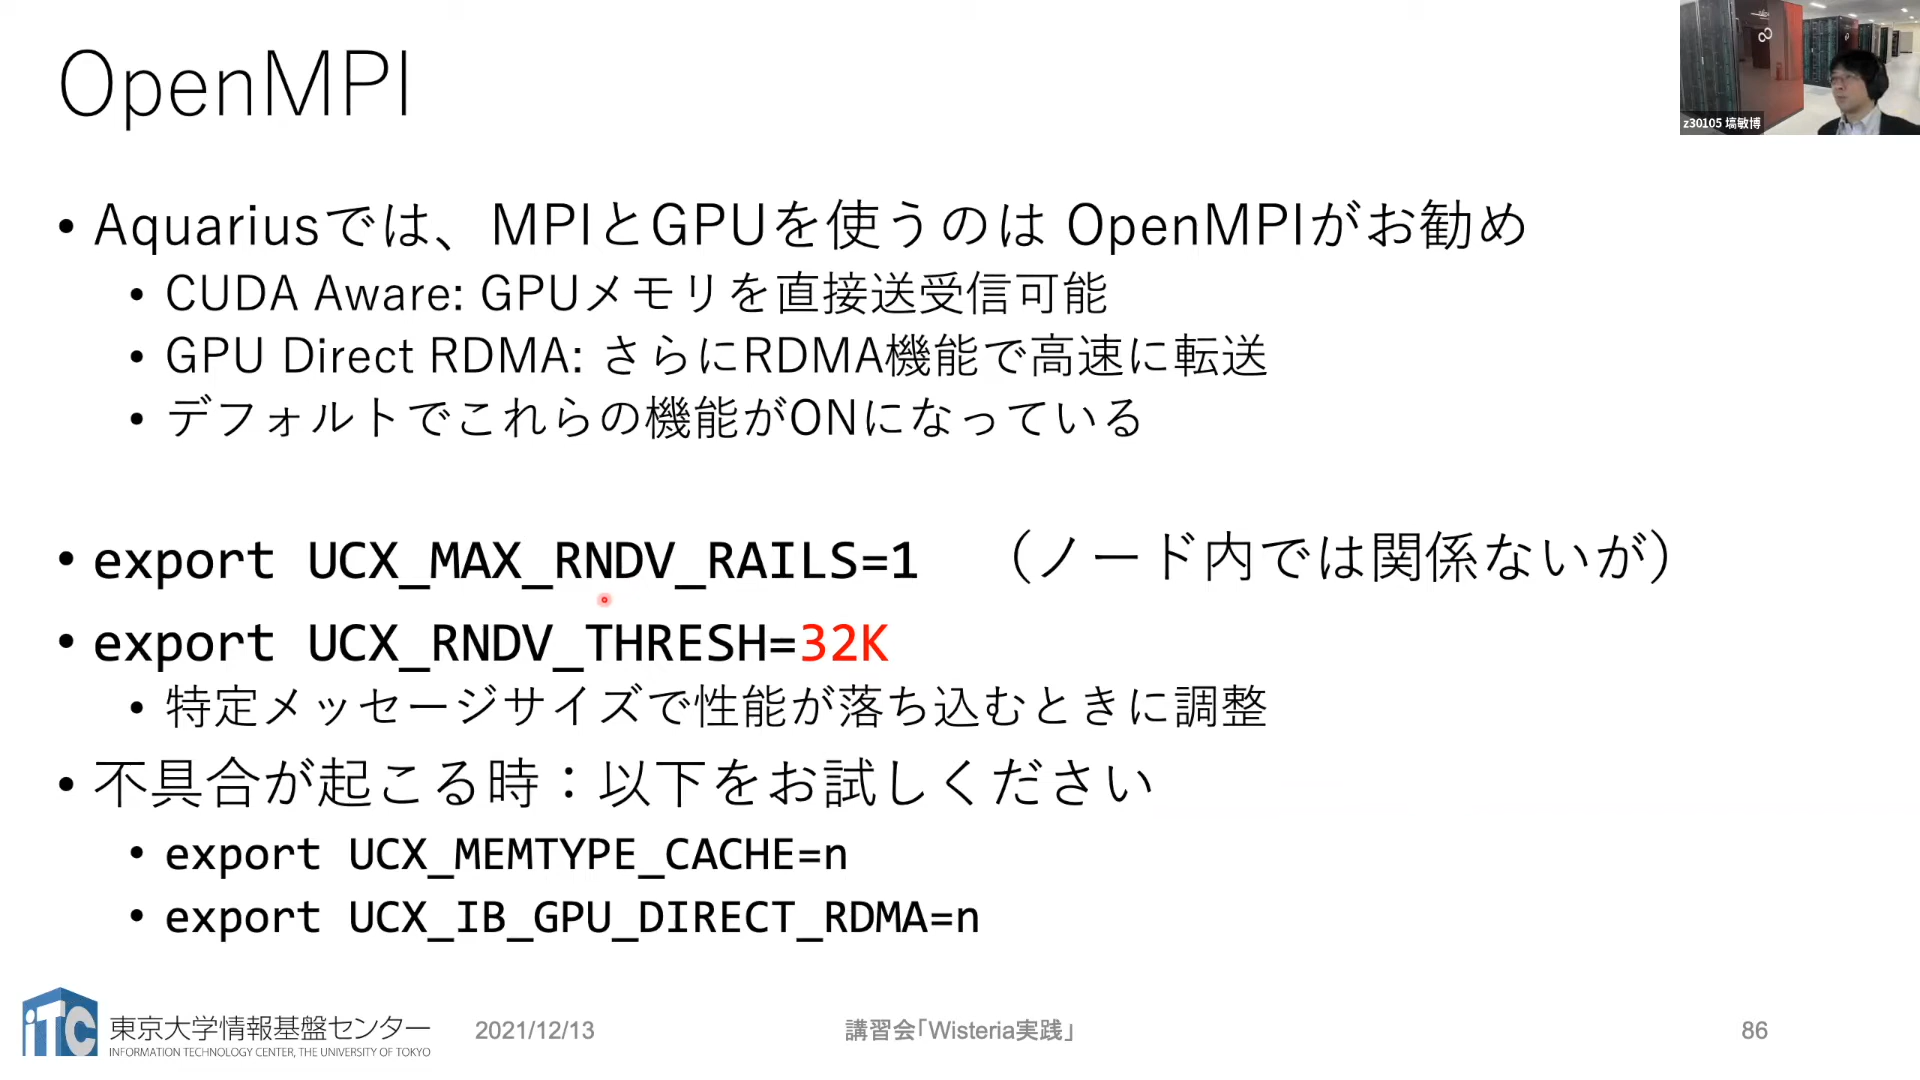 OpenMPI
z30105 塙敏博
• Aquariusでは、MPIとGPUを使うのは OpenMPIがお勧め
• CUDA Aware: GPUメモリを直接送受信可能
• GPU Direct RDMA: さらにRDMA機能で高速に転送
• デフォルトでこれらの機能がONになっている
• export UCX_MAX_RNDV_RAILS=1 （ノード内では関係ないが）
• export UCX_RNDV_THRESH=32K
• 特定メッセージサイズで性能が落ち込むときに調整
• 不具合が起こる時：以下をお試しください
• export UCX_MEMTYPE_CACHE=n
• export UCX_IB_GPU_DIRECT_RDMA=n
iTC 東京大学情報基盤センター
INFORMATION TECHNOLOGY CENTER, THE UNIVERSITY OF TOKYO
2021/12/13
講習会「Wisteria実践」
86